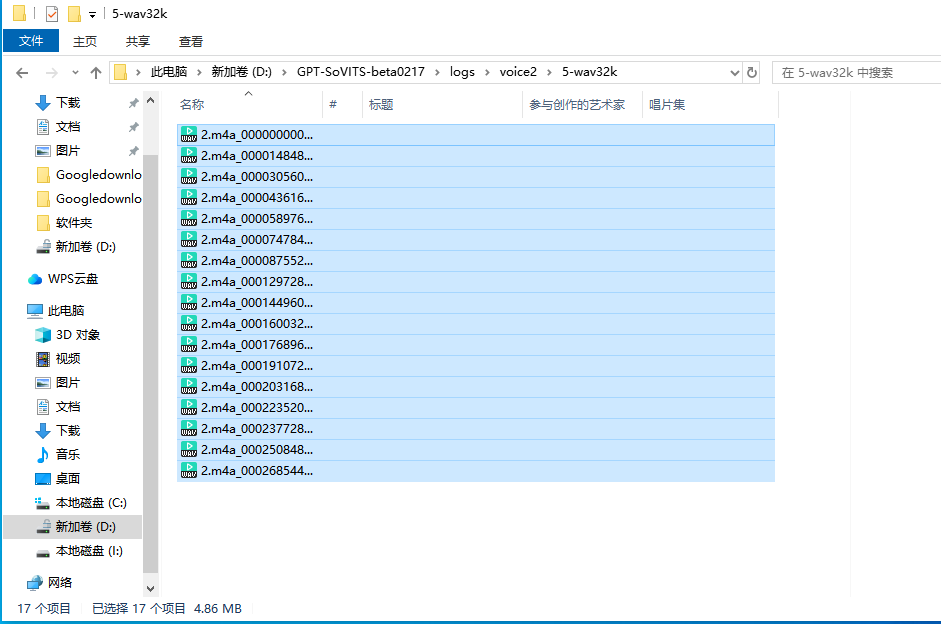 5-wav32k
文件 主页 共享 查看
此电脑 新加卷 (D:) GPT-SoVITS-beta0217 logs voice2 5-wav32k
在 5-wav32k 中搜索
下载
文档
图片
Googledownlo
Googledownlo
软件夹
新加卷 (D:)
WPS云盘
此电脑
3D 对象
视频
图片
文档
下载
音乐
桌面
本地磁盘 (C:)
新加卷 (D:)
本地磁盘 (I:)
网络
名称 # 标题 参与创作的艺术家 唱片集
2.m4a_000000000...
2.m4a_000014848...
2.m4a_000030560...
2.m4a_000043616...
2.m4a_000058976...
2.m4a_000074784...
2.m4a_000087552...
2.m4a_000129728...
2.m4a_000144960...
2.m4a_000160032...
2.m4a_000176896...
2.m4a_000191072...
2.m4a_000203168...
2.m4a_000223520...
2.m4a_000237728...
2.m4a_000250848...
2.m4a_000268544...
17 个项目 已选择 17 个项目 4.86 MB